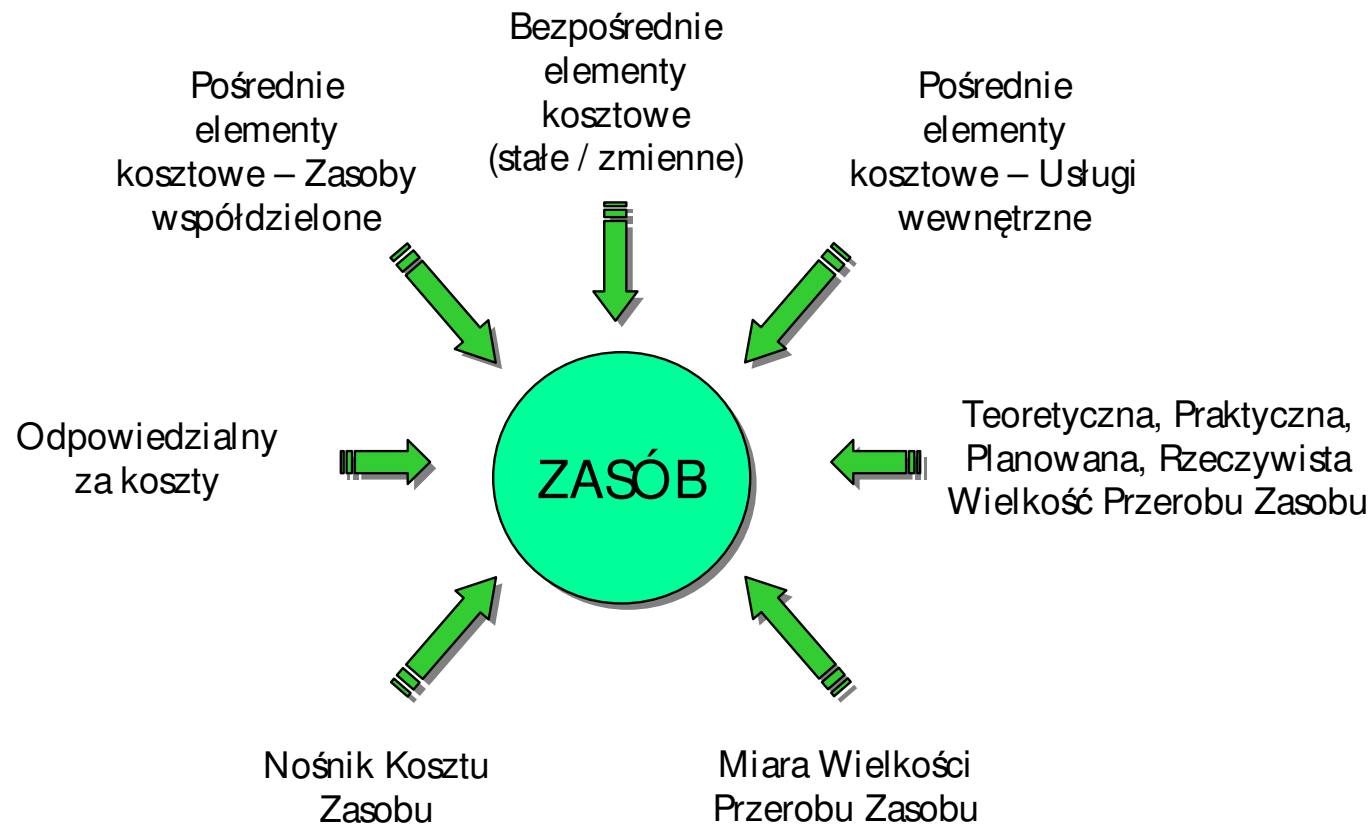 Bezpośrednie
elementy
kosztowe
(stałe / zmienne)
Pośrednie
elementy
kosztowe – Zasoby
współdzielone
Pośrednie
elementy
kosztowe – Usługi
wewnętrzne
Odpowiedzialny
za koszty
ZASÓB
Teoretyczna, Praktyczna,
Planowana, Rzeczywista
Wielkość Przerobu Zasobu
Nośnik Kosztu
Zasobu
Miara Wielkości
Przerobu Zasobu